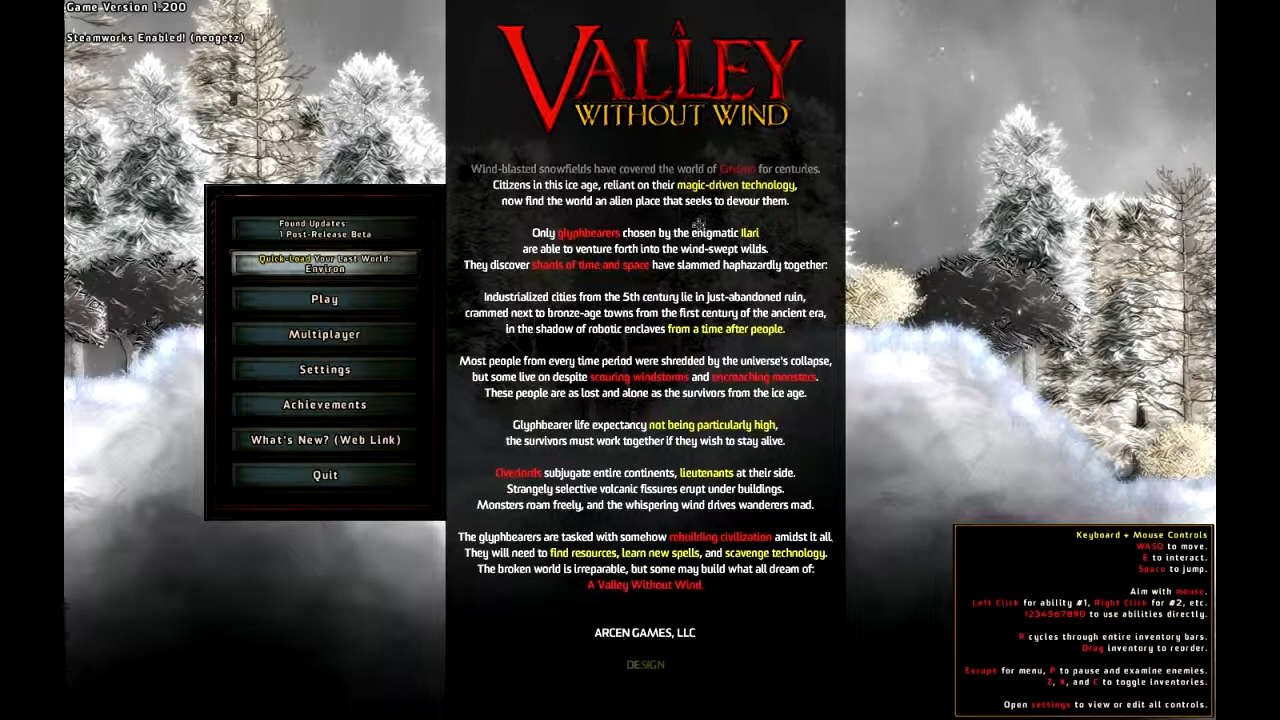 Game Version 1.200
Steamworks Enabled! (neogetz)
A
VALLEY
WITHOUT WIND
Wind-blasted snowfields have covered the world of Environ for centuries.
Citizens in this ice age, reliant on their magic-driven technology,
now find the world an alien place that seeks to devour them.
Only glyphbearers chosen by the enigmatic Ilari
are able to venture forth into the wind-swept wilds.
They discover shards of time and space have slammed haphazardly together:
Industrialized cities from the 5th century lie in just-abandoned ruin,
crammed next to bronze-age towns from the first century of the ancient era,
in the shadow of robotic enclaves from a time after people.
Most people from every time period were shredded by the universe's collapse,
but some live on despite scouring windstorms and encroaching monsters.
These people are as lost and alone as the survivors from the ice age.
Glyphbearer life expectancy not being particularly high,
the survivors must work together if they wish to stay alive.
Overlords subjugate entire continents, lieutenants at their side.
Strangely selective volcanic fissures erupt under buildings.
Monsters roam freely, and the whispering wind drives wanderers mad.
The glyphbearers are tasked with somehow rebuilding civilization amidst it all.
They will need to find resources, learn new spells, and scavenge technology.
The broken world is irreparable, but some may build what all dream of:
A Valley Without Wind.
ARCEN GAMES, LLC
DESIGN
Found Updates:
1 Post-Release Beta
Quick-Load Your Last World:
Environ
Play
Multiplayer
Settings
Achievements
What's New? (Web Link)
Quit
Keyboard + Mouse Controls
WASD to move.
E to interact.
Space to jump.
Aim with mouse.
Left Click for ability #1, Right Click for #2, etc.
1234567890 to use abilities directly.
R cycles through entire inventory bars.
Drag inventory to reorder.
Escape for menu, P to pause and examine enemies.
Z, X, and C to toggle inventories.
Open settings to view or edit all controls.